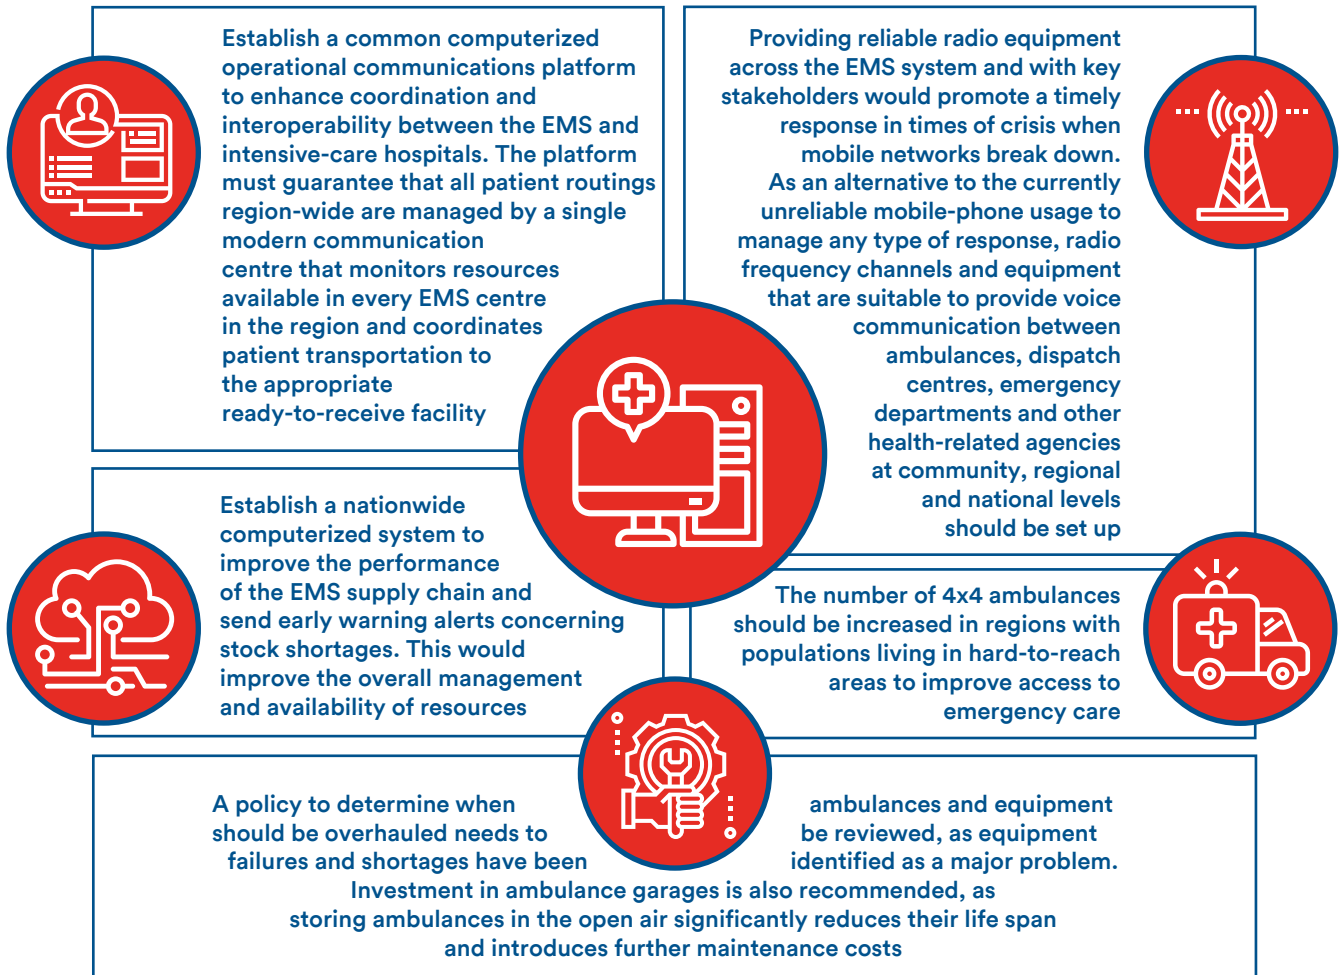 Establish a common computerized
operational communications platform
to enhance coordination and
interoperability between the EMS and
intensive-care hospitals. The platform
must guarantee that all patient routings
region-wide are managed by a single
modern communication
centre that monitors resources
available in every EMS centre
in the region and coordinates
patient transportation to
the appropriate
ready-to-receive facility
Providing reliable radio equipment
across the EMS system and with key
stakeholders would promote a timely
response in times of crisis when
mobile networks break down.
As an alternative to the currently
unreliable mobile-phone usage to
manage any type of response, radio
frequency channels and equipment
that are suitable to provide voice
communication between
ambulances, dispatch
centres, emergency
departments and other
health-related agencies
at community, regional
and national levels
should be set up
Establish a nationwide
computerized system to
improve the performance
of the EMS supply chain and
send early warning alerts concerning
stock shortages. This would
improve the overall management
and availability of resources
The number of 4x4 ambulances
should be increased in regions with
populations living in hard-to-reach
areas to improve access to
emergency care
A policy to determine when ambulances and equipment
should be overhauled needs to be reviewed, as equipment
failures and shortages have been identified as a major problem.
Investment in ambulance garages is also recommended, as
storing ambulances in the open air significantly reduces their life span
and introduces further maintenance costs